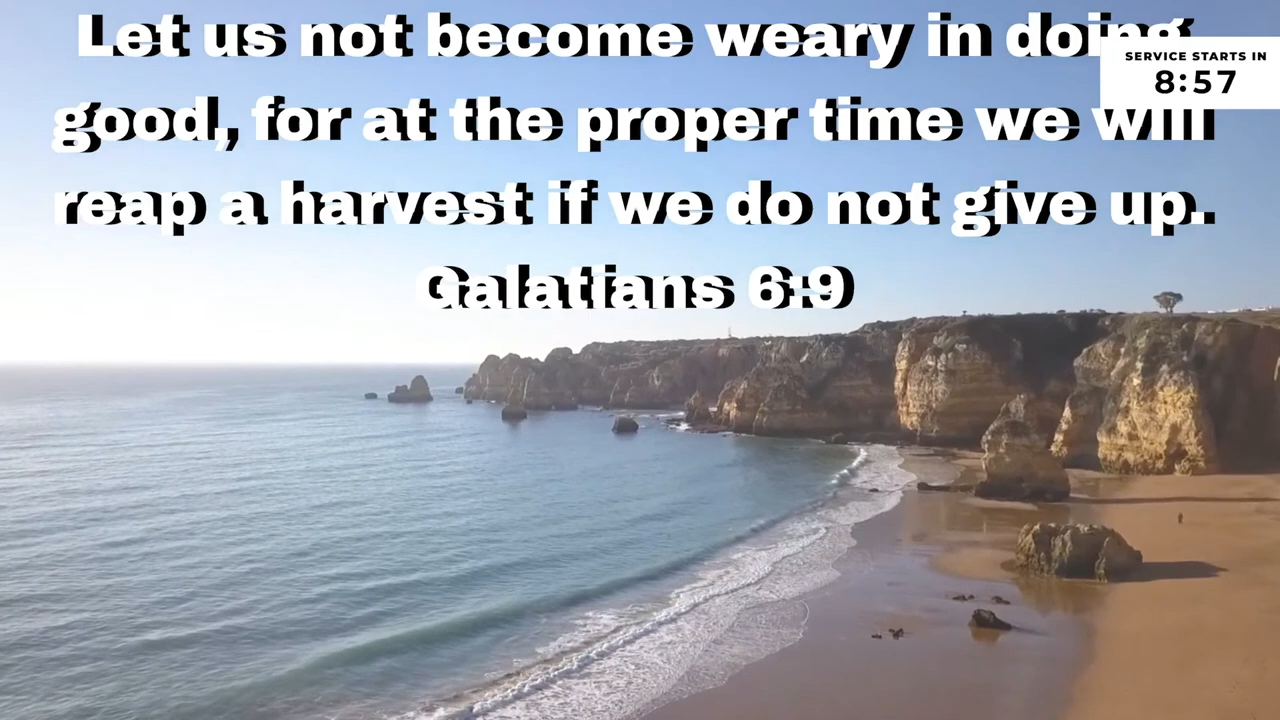 Let us not become weary in doing
good, for at the proper time we will
reap a harvest if we do not give up.
Galatians 6:9
SERVICE STARTS IN
8:57